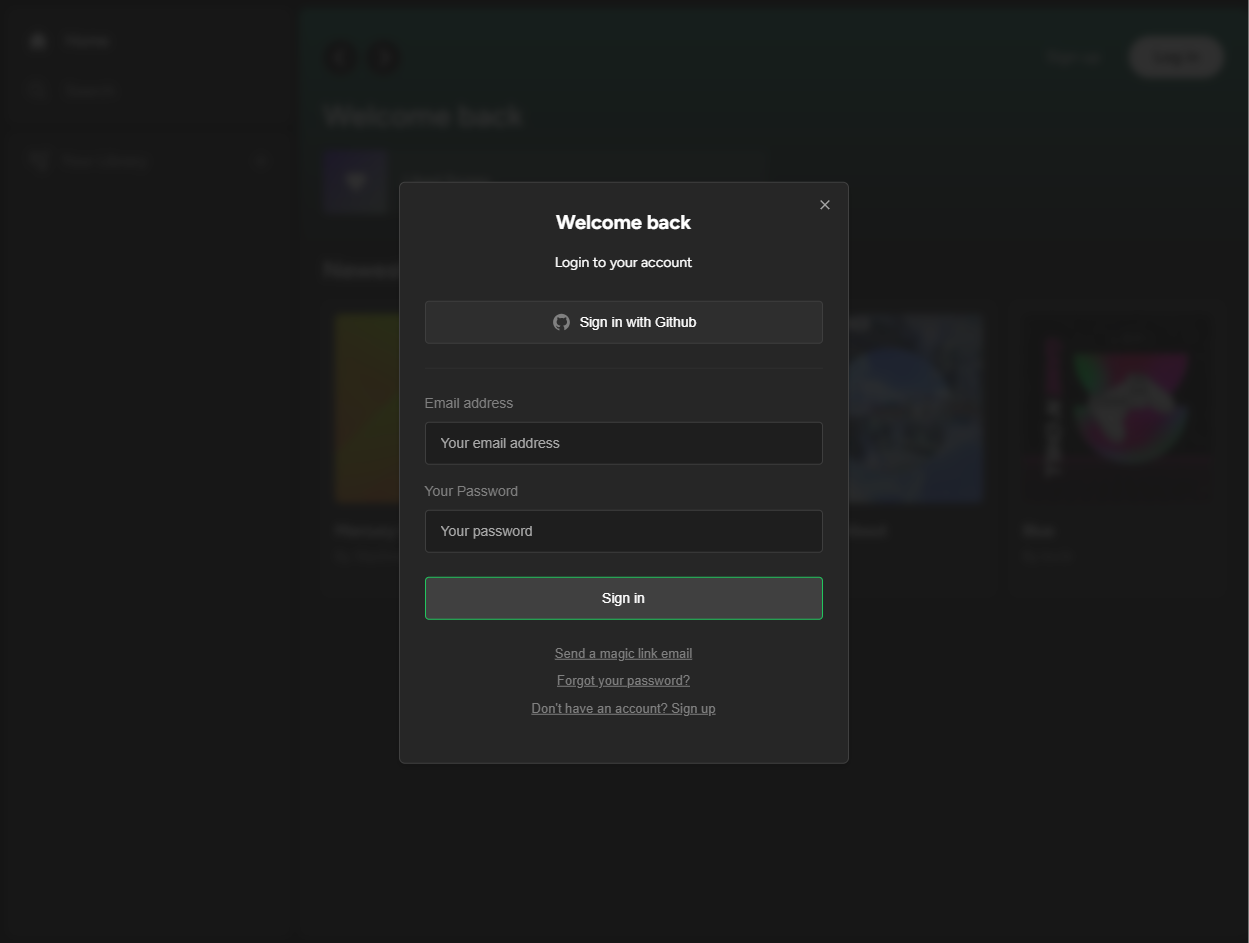 Home
Search
Your Library
Welcome back
Welcome back
Login to your account
Sign in with Github
Email address
Your email address
Your Password
Your password
Sign in
Send a magic link email
Forgot your password?
Don't have an account? Sign up